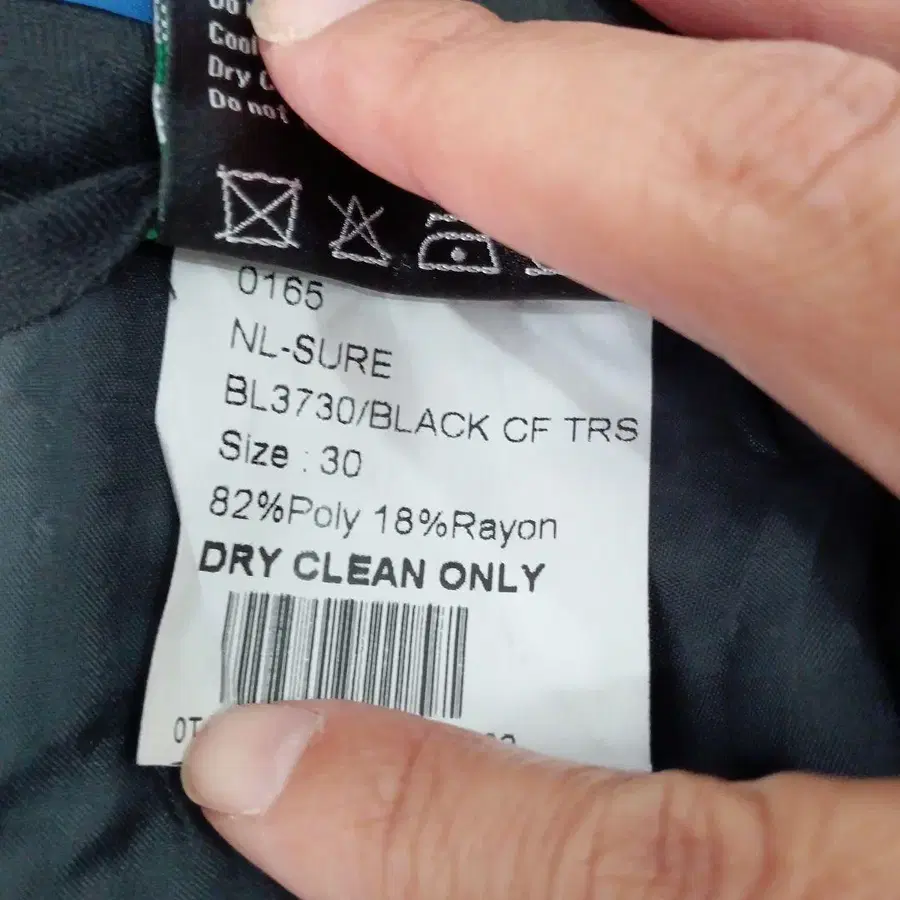 Cool
Dry
Do not
0165
NL-SURE
BL3730/BLACK CF TRS
Size : 30
82%Poly 18%Rayon
DRY CLEAN ONLY
0T